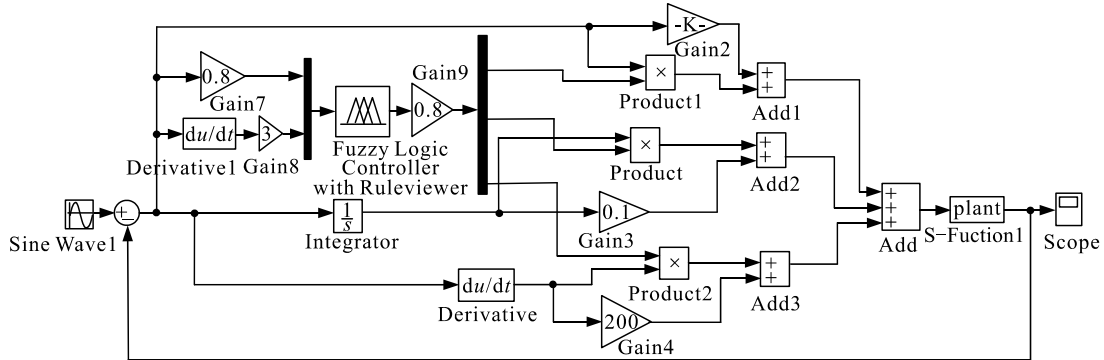 -K-
Gain2
Gain9
0.8
Gain7
×
Product1
+
+
Add1
0.8
du/dt
Derivative1
3
Gain8
Fuzzy Logic
Controller
with Ruleviewer
×
Product
+
+
Add2
Sine Wave1
+
−
1
s
Integrator
0.1
Gain3
+
+
+
Add
plant
S-Fuction1
Scope
du/dt
Derivative
×
Product2
+
+
Add3
200
Gain4